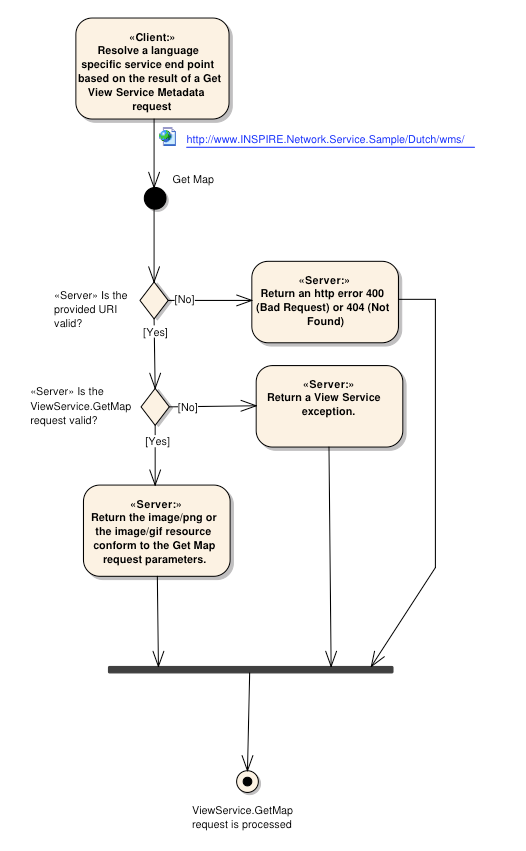 «Client:»
Resolve a language
specific service end point
based on the result of a Get
View Service Metadata
request
http://www.INSPIRE.Network.Service.Sample/Dutch/wms/
Get Map
«Server» Is the
provided URI
valid?
[No]
[Yes]
«Server:»
Return an http error 400
(Bad Request) or 404 (Not
Found)
«Server» Is the
ViewService.GetMap
request valid?
[No]
[Yes]
«Server:»
Return a View Service
exception.
«Server:»
Return the image/png or
the image/gif resource
conform to the Get Map
request parameters.
ViewService.GetMap
request is processed